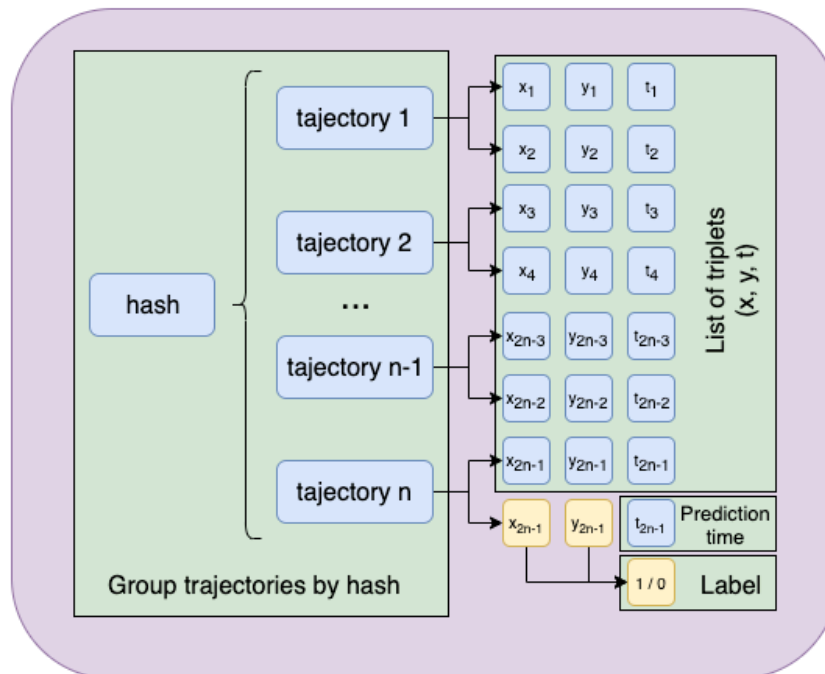 tajectory 1
tajectory 2
hash
...
tajectory n-1
tajectory n
Group trajectories by hash
x1 y1 t1
x2 y2 t2
x3 y3 t3
x4 y4 t4
x2n-3 y2n-3 t2n-3
x2n-2 y2n-2 t2n-2
x2n-1 y2n-1 t2n-1
List of triplets
(x, y, t)
x2n-1 y2n-1 t2n-1
Prediction
time
1 / 0
Label